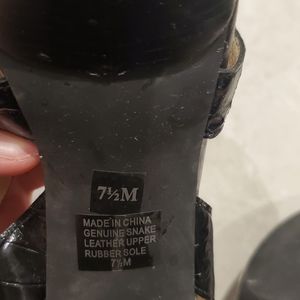 7½M
MADE IN CHINA
GENUINE SNAKE
LEATHER UPPER
RUBBER SOLE
7½M